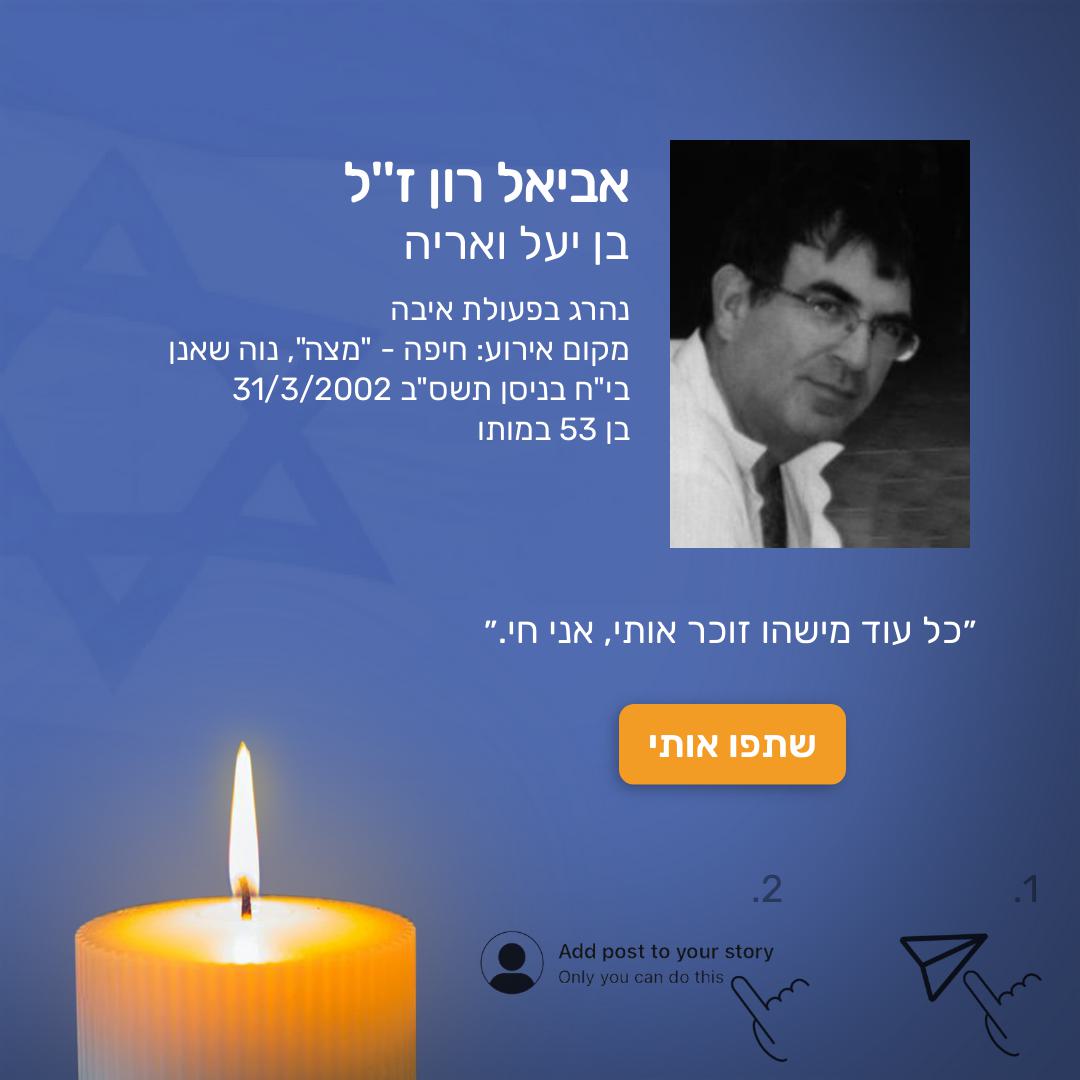 אביאל רון ז"ל
בן יעל ואריה
נהרג בפעולת איבה
מקום אירוע: חיפה - "מצה", נוה שאנן
בי"ח בניסן תשס"ב 31/3/2002
בן 53 במותו
״כל עוד מישהו זוכר אותי, אני חי.״
שתפו אותי
.1
.2
Add post to your story
Only you can do this